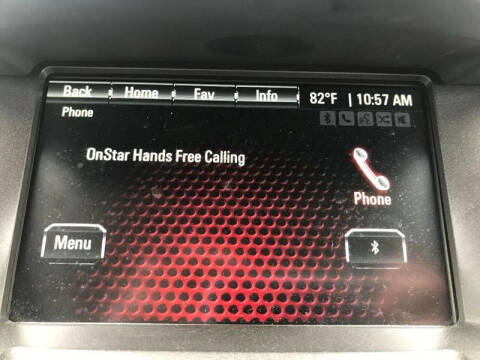 Back Home Fav Info 82°F | 10:57 AM
Phone
OnStar Hands Free Calling
Phone
Menu